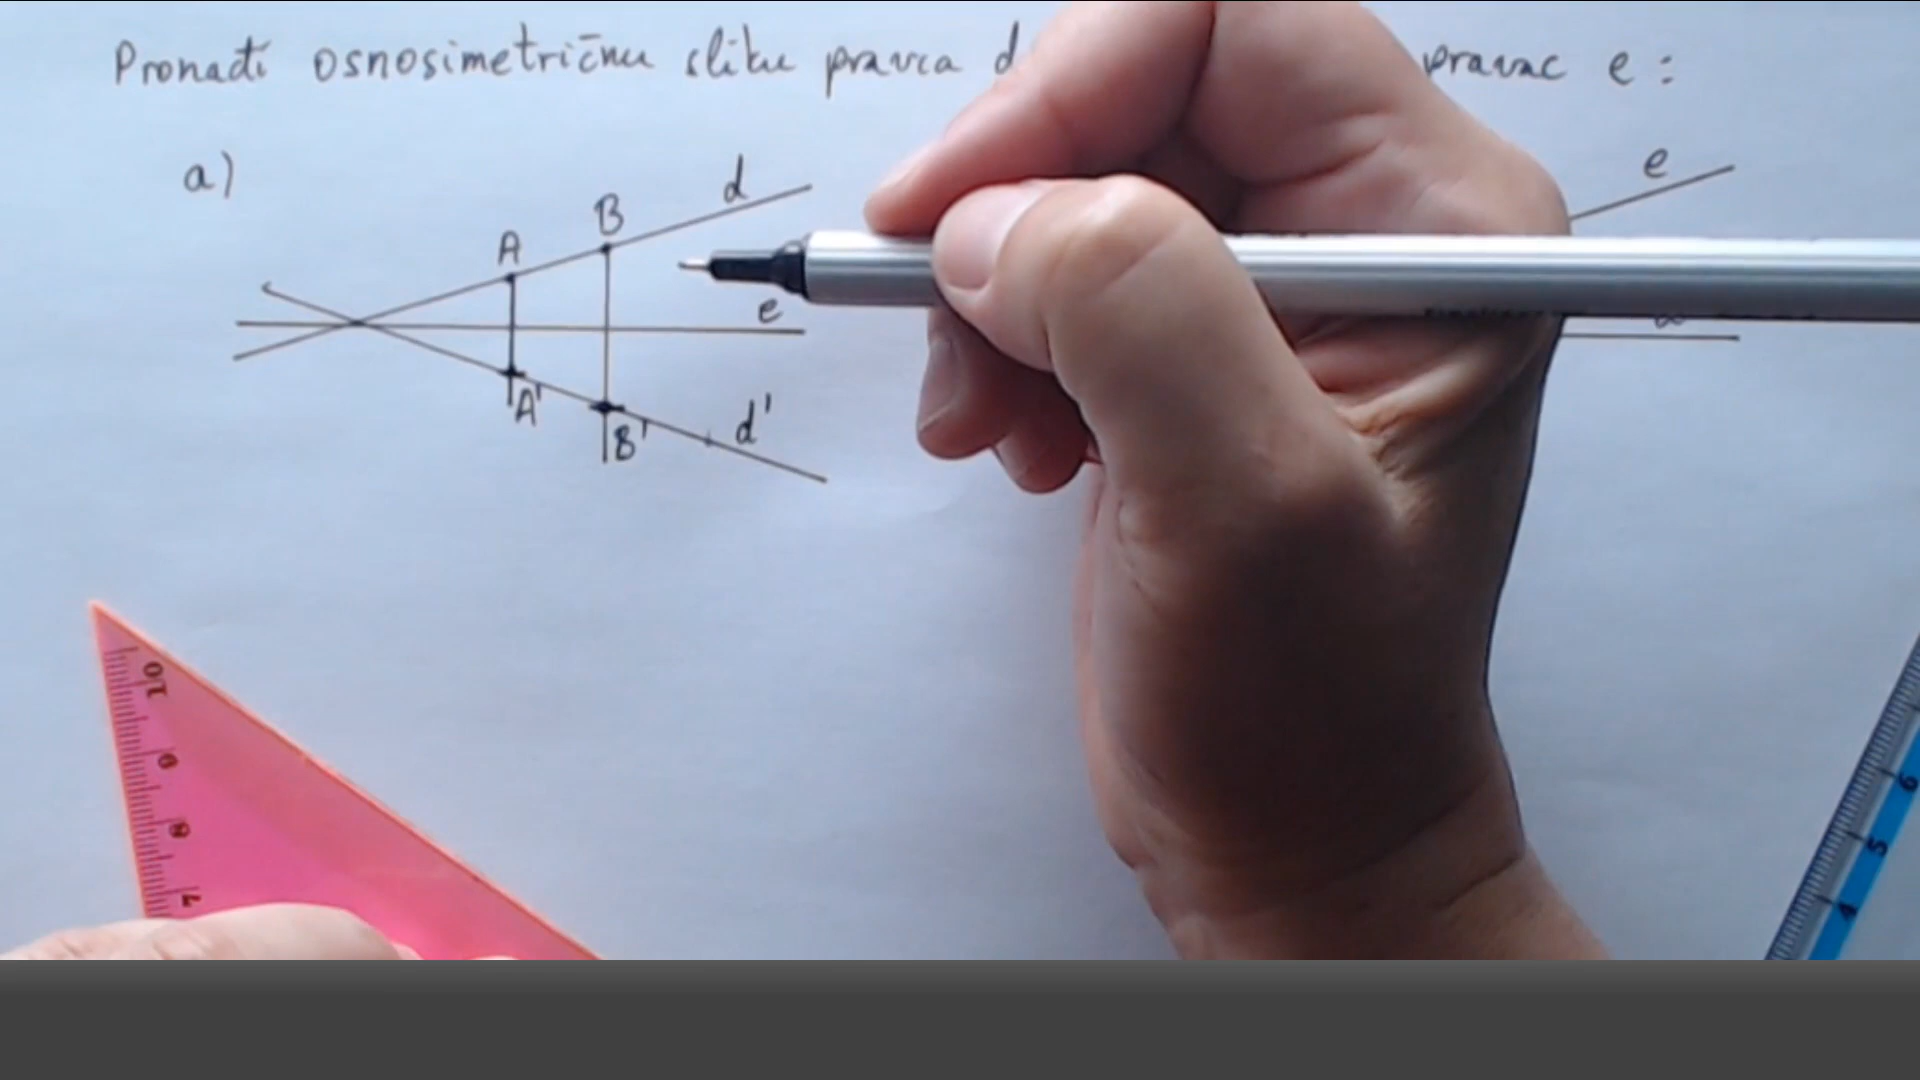 Pronađi osnosimetričnu sliku pravca d pravac e :
a)
d
B
A
e
e
A'
B'
d'
10
9
8
7
6
5
4